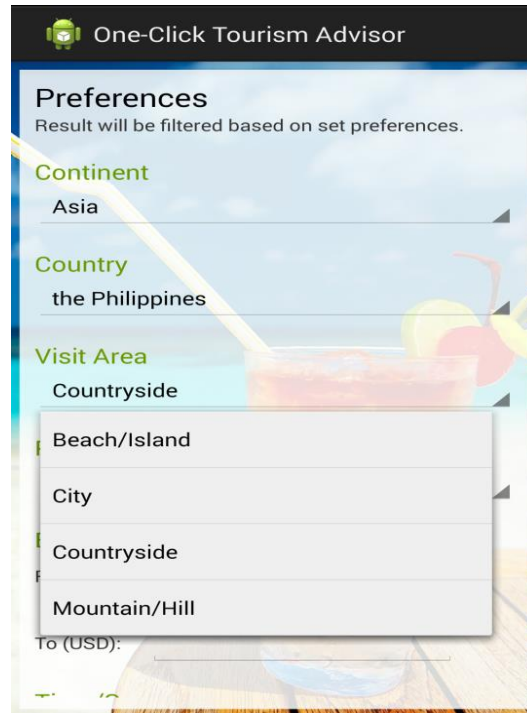 One-Click Tourism Advisor
Preferences
Result will be filtered based on set preferences.
Continent
Asia
Country
the Philippines
Visit Area
Countryside
Beach/Island
City
Countryside
Mountain/Hill
To (USD):